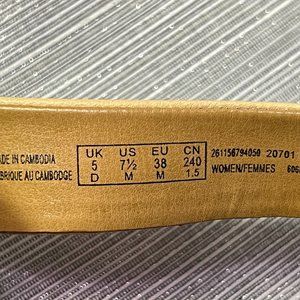 UK US EU CN 261156794050 20701
ADE IN CAMBODIA 5 7½ 38 240
BRIQUE AU CAMBODGE D M M 1.5 WOMEN/FEMMES 606